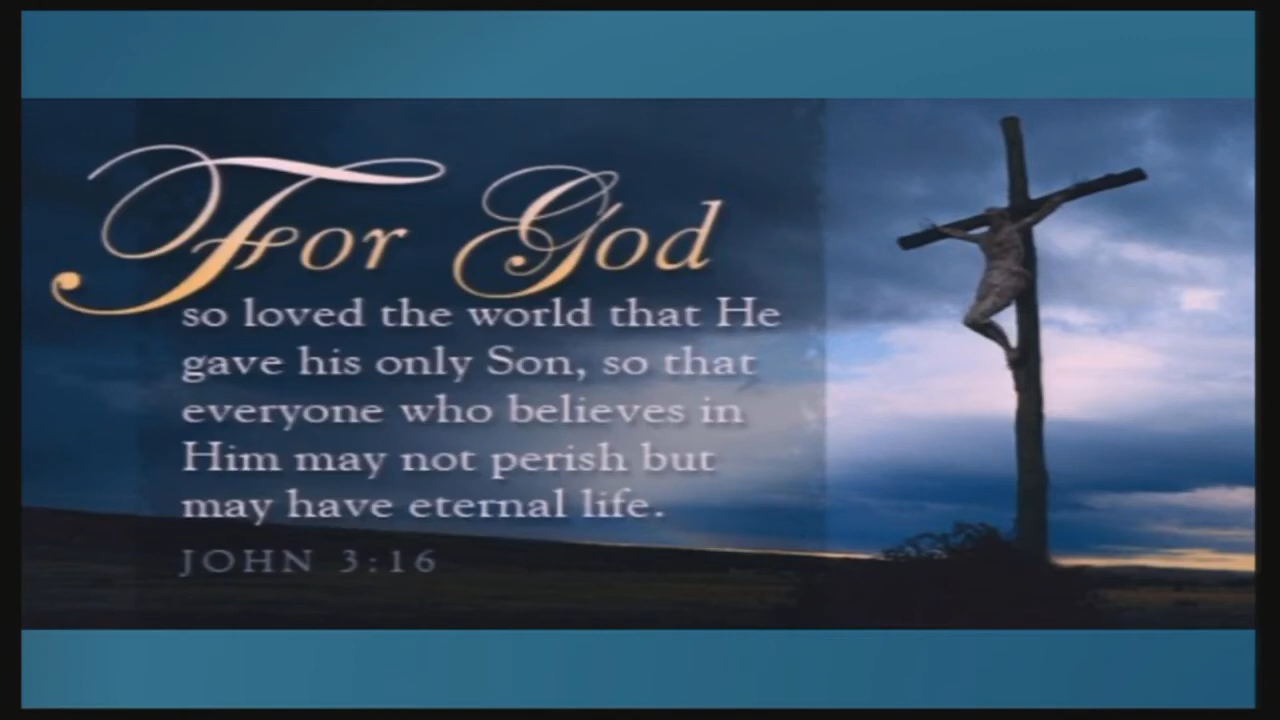 For God
so loved the world that He
gave his only Son, so that
everyone who believes in
Him may not perish but
may have eternal life.
JOHN 3:16